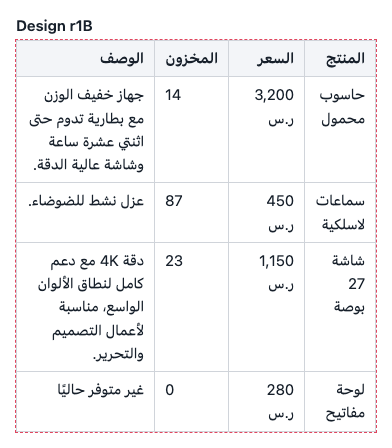 Design r1B
المنتج السعر المخزون الوصف
حاسوب 3,200 14 جهاز خفيف الوزن
محمول ر.س مع بطارية تدوم حتى
اثنتي عشرة ساعة
وشاشة عالية الدقة.
سماعات 450 87 عزل نشط للضوضاء.
لاسلكية ر.س
شاشة 1,150 23 دقة 4K مع دعم
27 ر.س كامل لنطاق الألوان
بوصة الواسع، مناسبة
لأعمال التصميم
والتحرير.
لوحة 280 0 غير متوفر حاليًا
مفاتيح ر.س